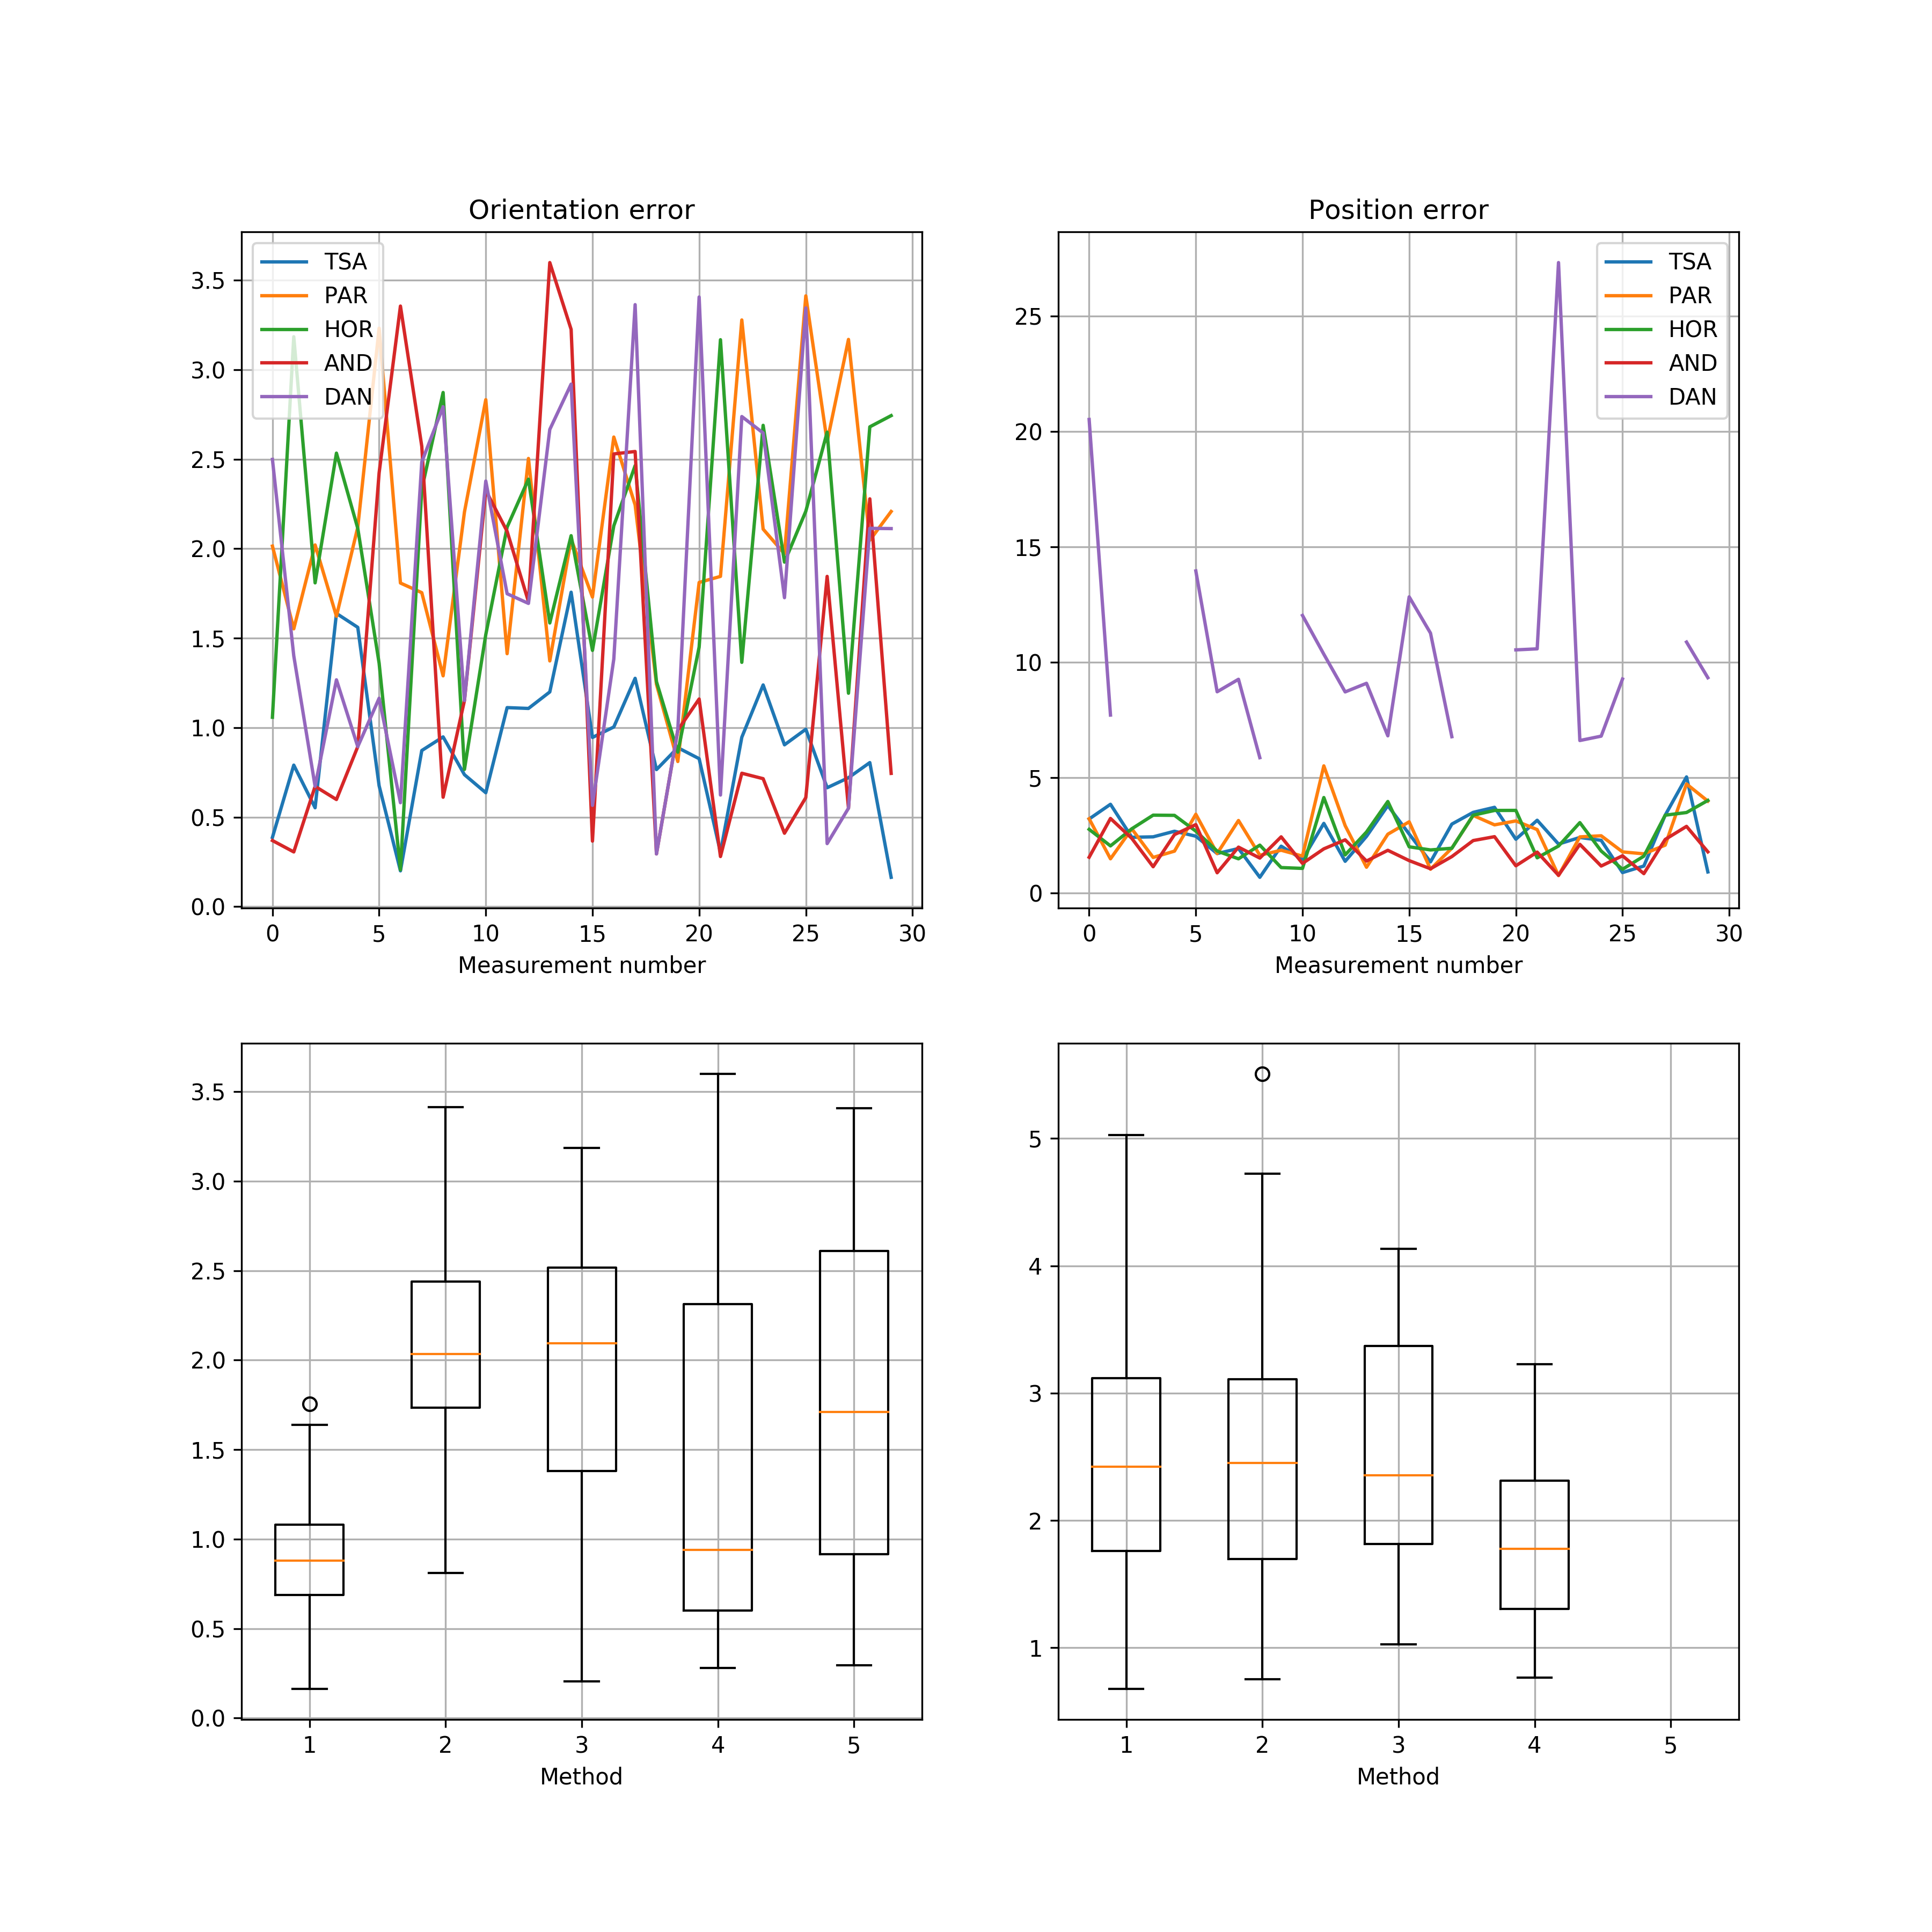 Orientation error
3.5
3.0
2.5
2.0
1.5
1.0
0.5
0.0
TSA
PAR
HOR
AND
DAN
0 5 10 15 20 25 30
Measurement number
Position error
25
20
15
10
5
0
TSA
PAR
HOR
AND
DAN
0 5 10 15 20 25 30
Measurement number
3.5
3.0
2.5
2.0
1.5
1.0
0.5
0.0
1 2 3 4 5
Method
5
4
3
2
1
1 2 3 4 5
Method